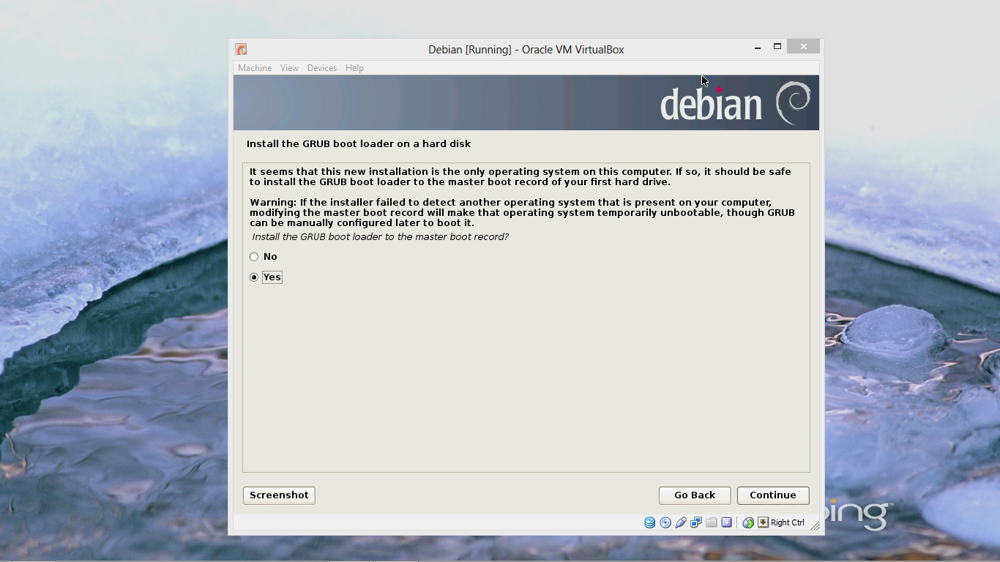 Debian [Running] - Oracle VM VirtualBox
Machine View Devices Help
debian
Install the GRUB boot loader on a hard disk
It seems that this new installation is the only operating system on this computer. If so, it should be safe
to install the GRUB boot loader to the master boot record of your first hard drive.
Warning: If the installer failed to detect another operating system that is present on your computer,
modifying the master boot record will make that operating system temporarily unbootable, though GRUB
can be manually configured later to boot it.
Install the GRUB boot loader to the master boot record?
No
Yes
Screenshot Go Back Continue
Right Ctrl
bing™